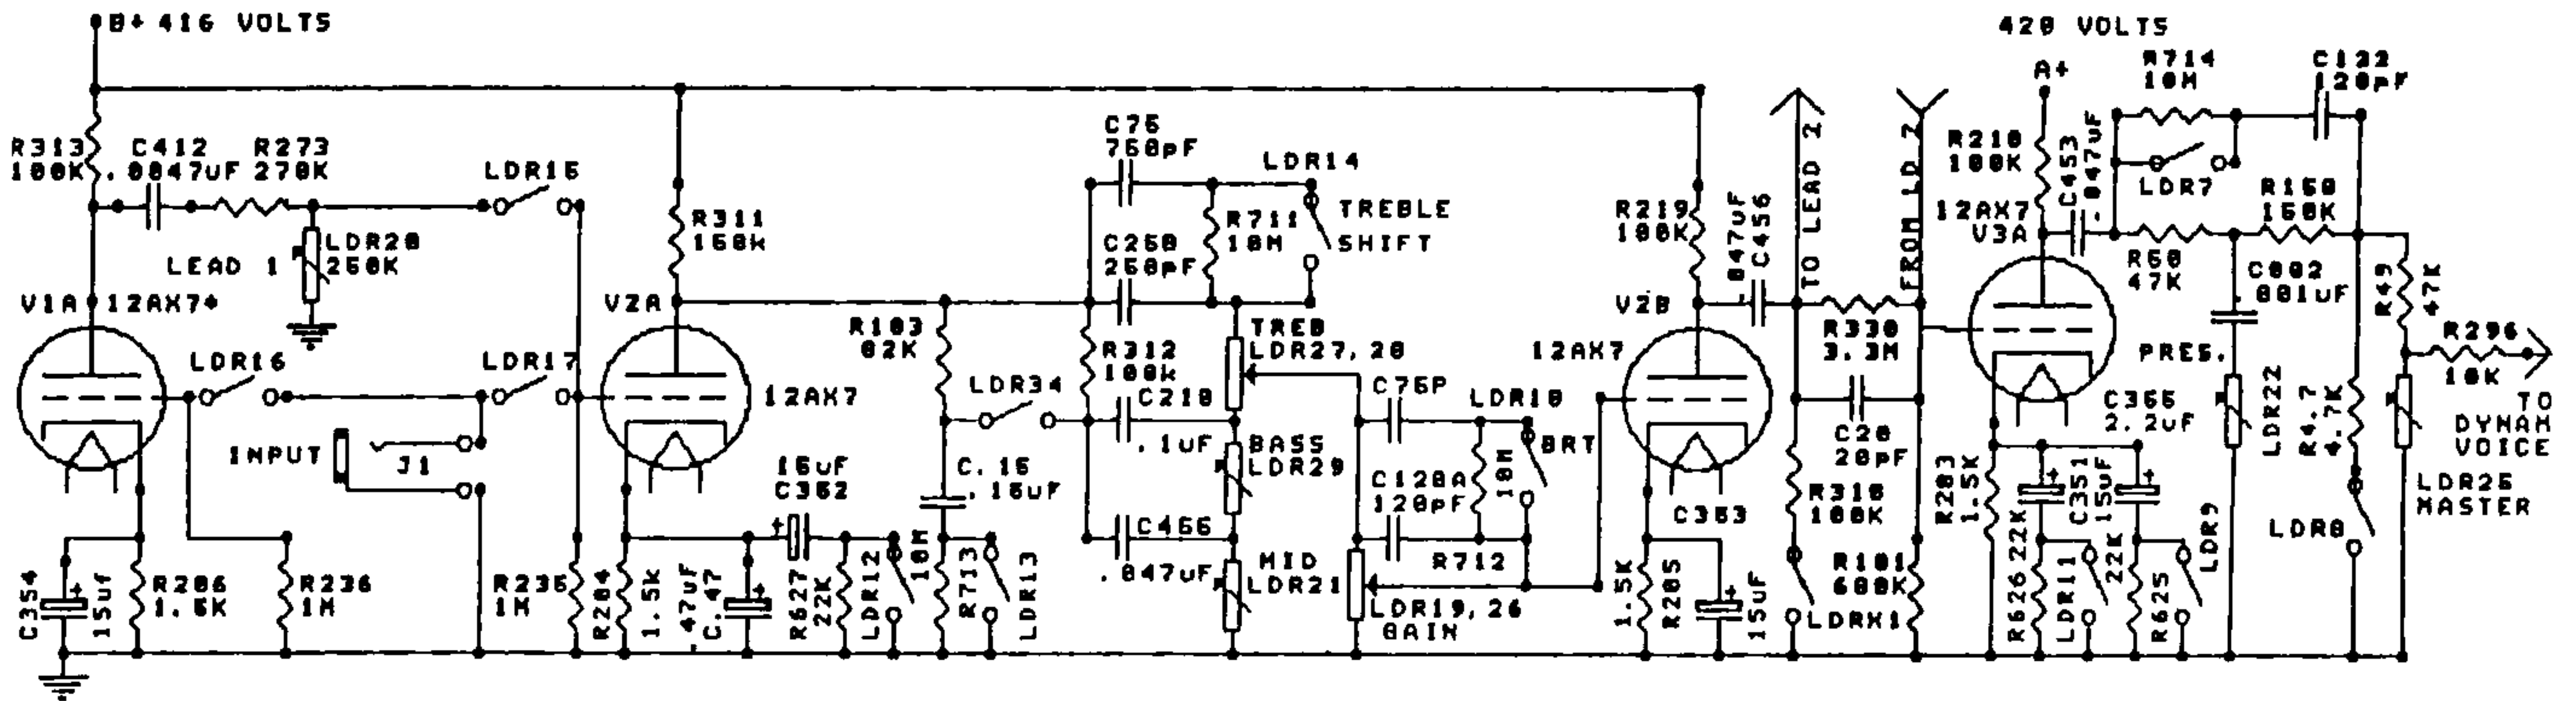 B+ 416 VOLTS
420 VOLTS
A+
R714
10M
C122
120pF
R313
100K
C412
.0047uF
R273
270K
LDR15
C75
750pF
LDR14
TREBLE
SHIFT
R711
10M
TO LEAD 2
FROM LD 2
R210
100K
C453
.047uF
LDR7
R150
150K
LEAD 1
LDR20
250K
R311
150k
C250
250pF
R219
100K
.047uF
C456
12AX7
V3A
R50
47K
C002
.001uF
R49
47K
V1A
12AX7*
V2A
R103
82K
R312
100k
TREB
LDR27,28
V2B
12AX7
R330
3.3M
PRES.
R296
10K
LDR16
LDR17
12AX7
LDR34
C210
.1uF
C75P
LDR10
BRT
C20
20pF
C355
2.2uF
LDR22
R4.7
4.7K
TO
DYNAM
VOICE
INPUT
J1
15uF
C352
C.15
.15uF
BASS
LDR29
C120A
120pF
10M
C353
R310
100K
R203
1.5K
C351
15uF
LDR9
LDR25
MASTER
C354
15uf
R206
1.5K
R236
1M
R235
1M
R204
1.5k
.47uF
C.47
R627
22K
LDR12
10M
R713
LDR13
C466
.047uF
MID
LDR21
R712
LDR19,26
GAIN
1.5K
R205
15uF
LDRX1
R101
680K
R626
22K
LDR11
22K
R625
LDR8